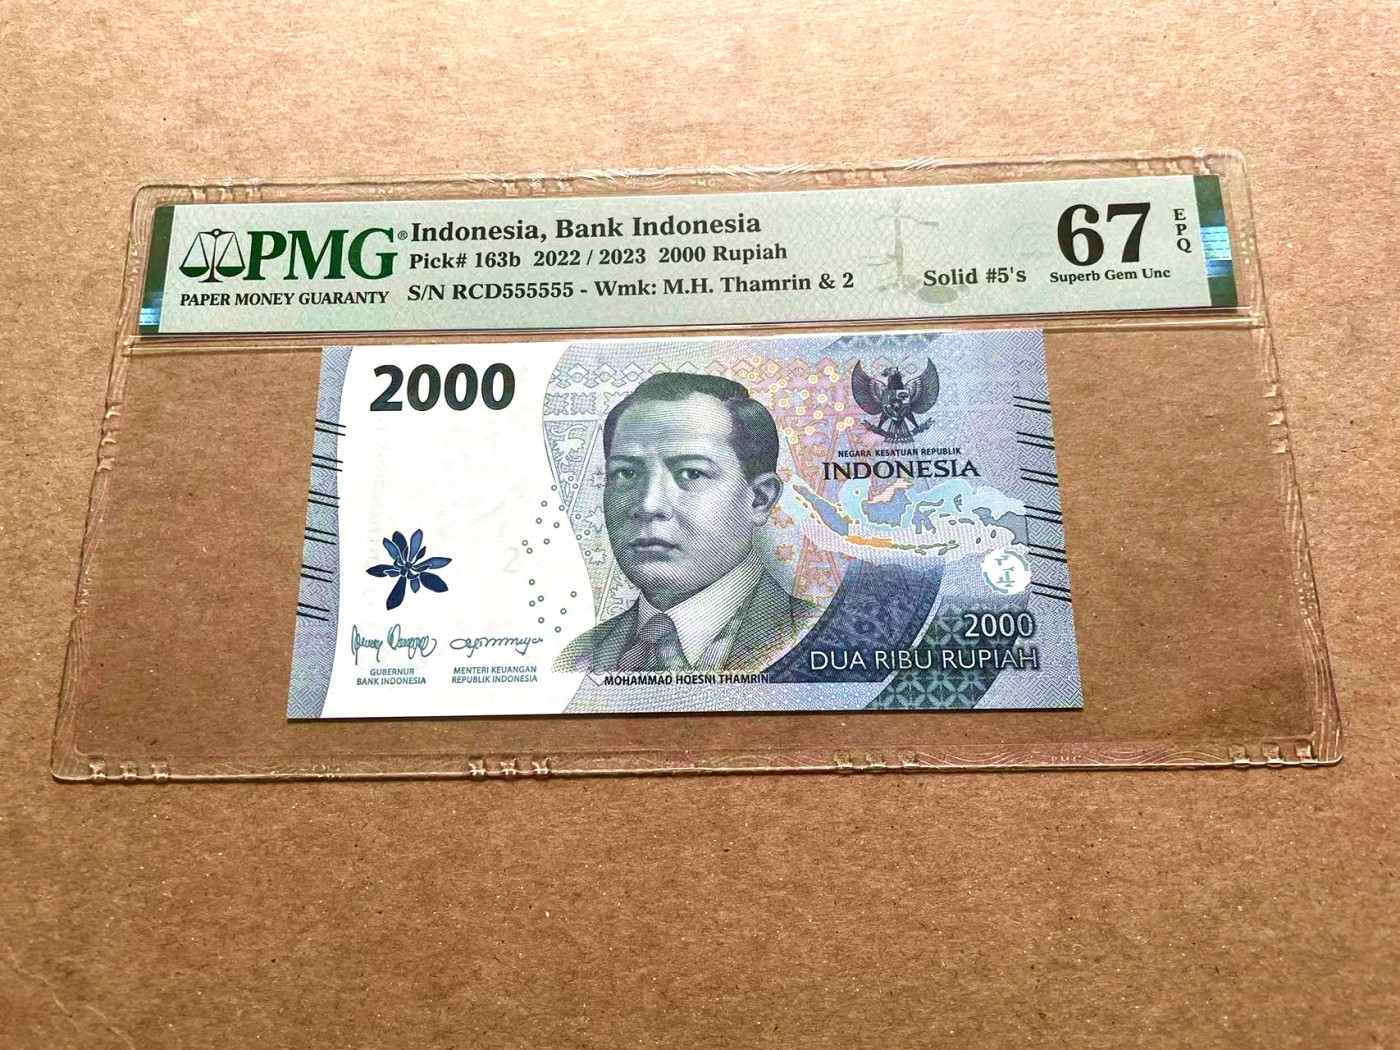 PMG®
PAPER MONEY GUARANTY
Indonesia, Bank Indonesia
Pick# 163b 2022 / 2023 2000 Rupiah
S/N RCD555555 - Wmk: M.H. Thamrin & 2
Solid #5's
67
EPQ
Superb Gem Unc
2000
NEGARA KESATUAN REPUBLIK
INDONESIA
GUBERNUR
BANK INDONESIA
MENTERI KEUANGAN
REPUBLIK INDONESIA
MOHAMMAD HOESNI THAMRIN
2000
DUA RIBU RUPIAH